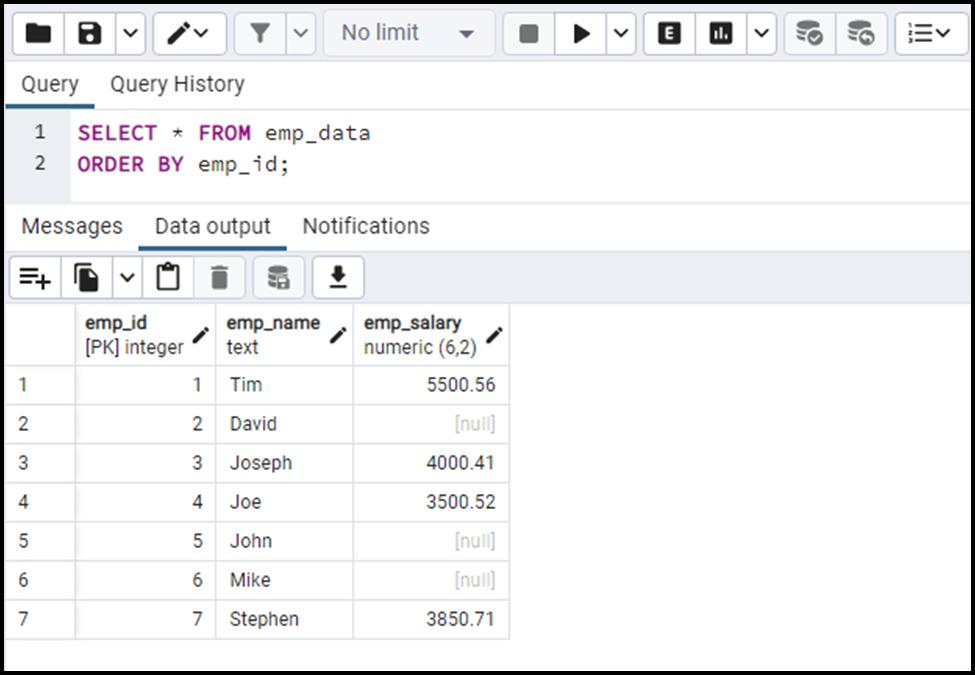 No limit
E
Query Query History
1 SELECT * FROM emp_data
2 ORDER BY emp_id;
Messages Data output Notifications
emp_id emp_name emp_salary
[PK] integer text numeric (6,2)
1 1 Tim 5500.56
2 2 David [null]
3 3 Joseph 4000.41
4 4 Joe 3500.52
5 5 John [null]
6 6 Mike [null]
7 7 Stephen 3850.71